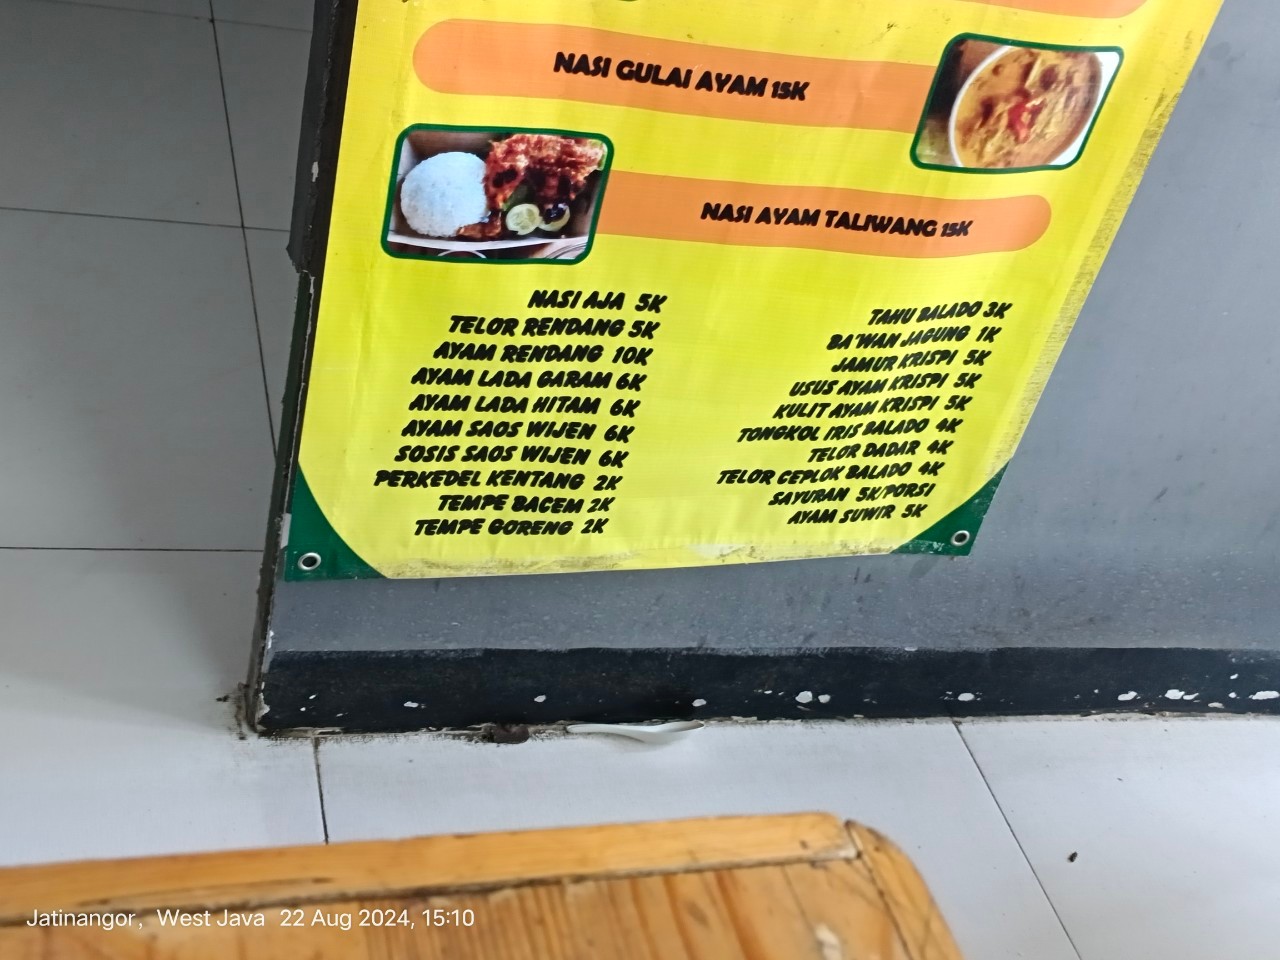 NASI GULAI AYAM 15K
NASI AYAM TALIWANG 15K
NASI AJA 5K
TELOR RENDANG 5K
AYAM RENDANG 10K
AYAM LADA GARAM 6K
AYAM LADA HITAM 6K
AYAM SAOS WIJEN 6K
SOSIS SAOS WIJEN 6K
PERKEDEL KENTANG 2K
TEMPE BACEM 2K
TEMPE GORENG 2K
TAHU BALADO 3K
BA'WAN JAGUNG 1K
JAMUR KRISPI 5K
USUS AYAM KRISPI 5K
KULIT AYAM KRISPI 5K
TONGKOL IRIS BALADO 4K
TELOR DADAR 4K
TELOR CEPLOK BALADO 4K
SAYURAN 5K/PORSI
AYAM SUWIR 5K
Jatinangor, West Java 22 Aug 2024, 15:10